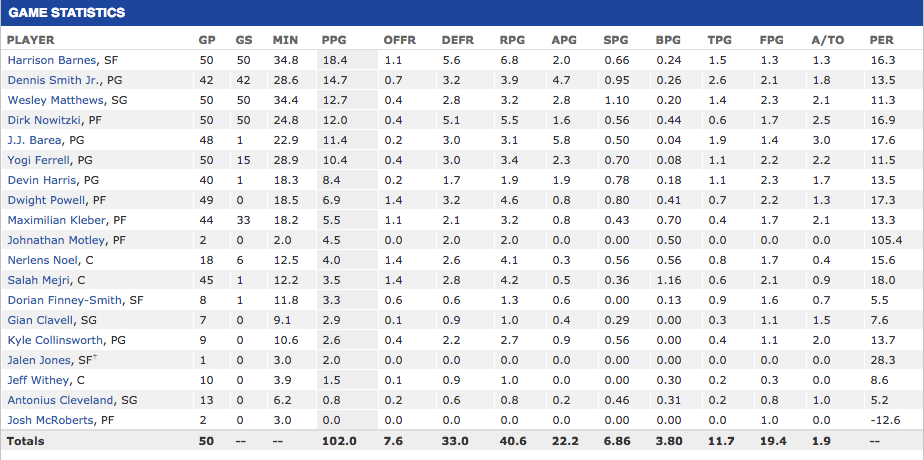 GAME STATISTICS
PLAYER GP GS MIN PPG OFFR DEFR RPG APG SPG BPG TPG FPG A/TO PER
Harrison Barnes, SF 50 50 34.8 18.4 1.1 5.6 6.8 2.0 0.66 0.24 1.5 1.3 1.3 16.3
Dennis Smith Jr., PG 42 42 28.6 14.7 0.7 3.2 3.9 4.7 0.95 0.26 2.6 2.1 1.8 13.5
Wesley Matthews, SG 50 50 34.4 12.7 0.4 2.8 3.2 2.8 1.10 0.20 1.4 2.3 2.1 11.3
Dirk Nowitzki, PF 50 50 24.8 12.0 0.4 5.1 5.5 1.6 0.56 0.44 0.6 1.7 2.5 16.9
J.J. Barea, PG 48 1 22.9 11.4 0.2 3.0 3.1 5.8 0.50 0.04 1.9 1.4 3.0 17.6
Yogi Ferrell, PG 50 15 28.9 10.4 0.4 3.0 3.4 2.3 0.70 0.08 1.1 2.2 2.2 11.5
Devin Harris, PG 40 1 18.3 8.4 0.2 1.7 1.9 1.9 0.78 0.18 1.1 2.3 1.7 13.5
Dwight Powell, PF 49 0 18.5 6.9 1.4 3.2 4.6 0.8 0.80 0.41 0.7 2.2 1.3 17.3
Maximilian Kleber, PF 44 33 18.2 5.5 1.1 2.1 3.2 0.8 0.43 0.70 0.4 1.7 2.1 13.3
Johnathan Motley, PF 2 0 2.0 4.5 0.0 2.0 2.0 0.0 0.00 0.50 0.0 0.0 0.0 105.4
Nerlens Noel, C 18 6 12.5 4.0 1.4 2.6 4.1 0.3 0.56 0.56 0.8 1.7 0.4 15.6
Salah Mejri, C 45 1 12.2 3.5 1.4 2.8 4.2 0.5 0.36 1.16 0.6 2.1 0.9 18.0
Dorian Finney-Smith, SF 8 1 11.8 3.3 0.6 0.6 1.3 0.6 0.00 0.13 0.9 1.6 0.7 5.5
Gian Clavell, SG 7 0 9.1 2.9 0.1 0.9 1.0 0.4 0.29 0.00 0.3 1.1 1.5 7.6
Kyle Collinsworth, PG 9 0 10.6 2.6 0.4 2.2 2.7 0.9 0.56 0.00 0.4 1.1 2.0 13.7
Jalen Jones, SF† 1 0 3.0 2.0 0.0 0.0 0.0 0.0 0.00 0.00 0.0 0.0 0.0 28.3
Jeff Withey, C 10 0 3.9 1.5 0.1 0.9 1.0 0.0 0.00 0.30 0.2 0.3 0.0 8.6
Antonius Cleveland, SG 13 0 6.2 0.8 0.2 0.6 0.8 0.2 0.46 0.31 0.2 0.8 1.0 5.2
Josh McRoberts, PF 2 0 3.0 0.0 0.0 0.0 0.0 0.0 0.00 0.00 0.0 1.0 0.0 -12.6
Totals 50 -- -- 102.0 7.6 33.0 40.6 22.2 6.86 3.80 11.7 19.4 1.9 --